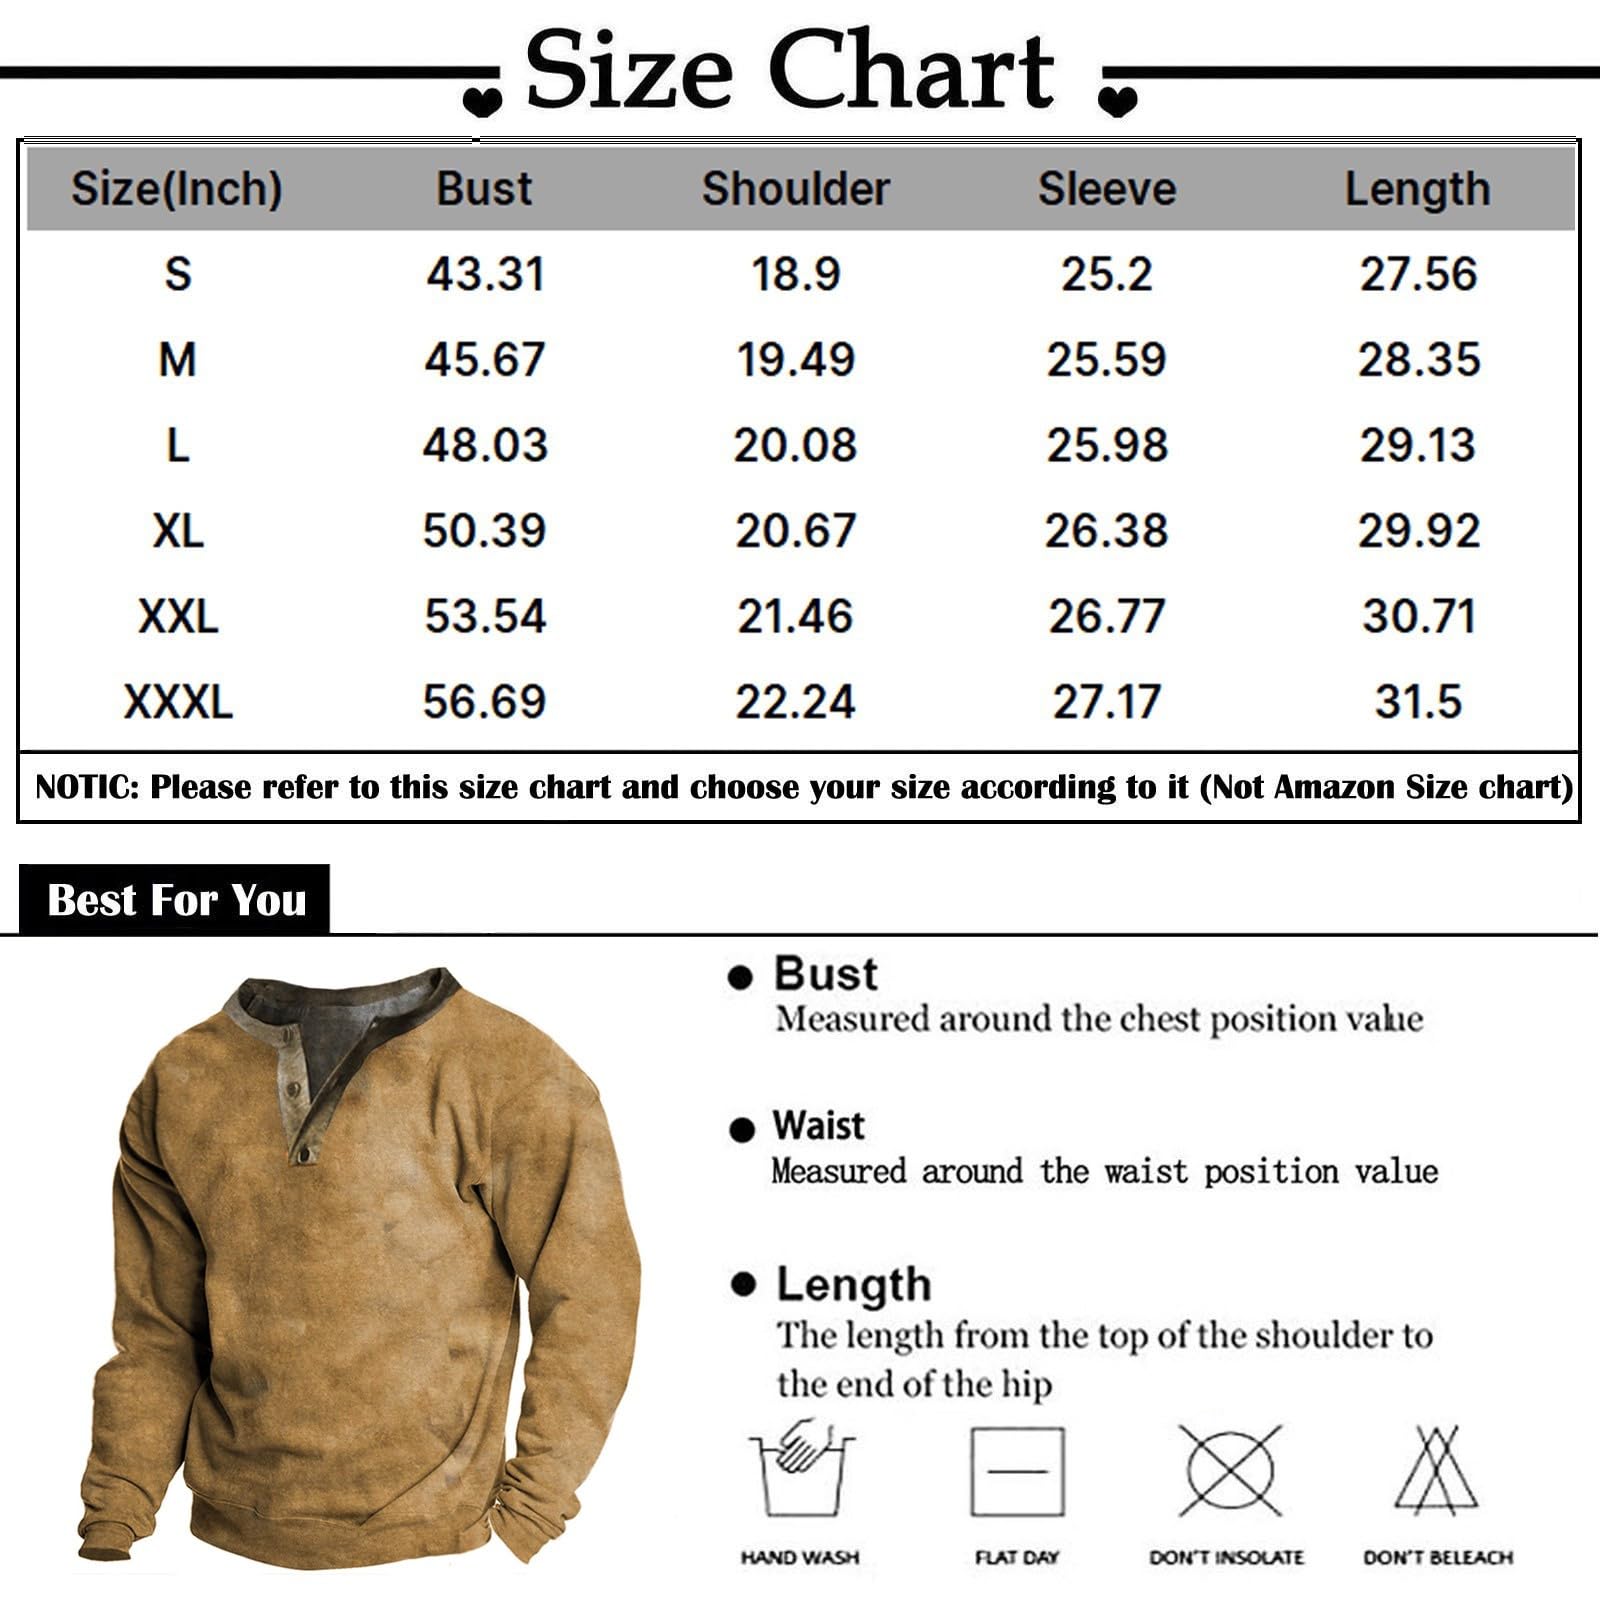 Size Chart
Size(Inch) Bust Shoulder Sleeve Length
S 43.31 18.9 25.2 27.56
M 45.67 19.49 25.59 28.35
L 48.03 20.08 25.98 29.13
XL 50.39 20.67 26.38 29.92
XXL 53.54 21.46 26.77 30.71
XXXL 56.69 22.24 27.17 31.5
NOTIC: Please refer to this size chart and choose your size according to it (Not Amazon Size chart)
Best For You
Bust
Measured around the chest position value
Waist
Measured around the waist position value
Length
The length from the top of the shoulder to
the end of the hip
HAND WASH FLAT DAY DON'T INSOLATE DON'T BELEACH